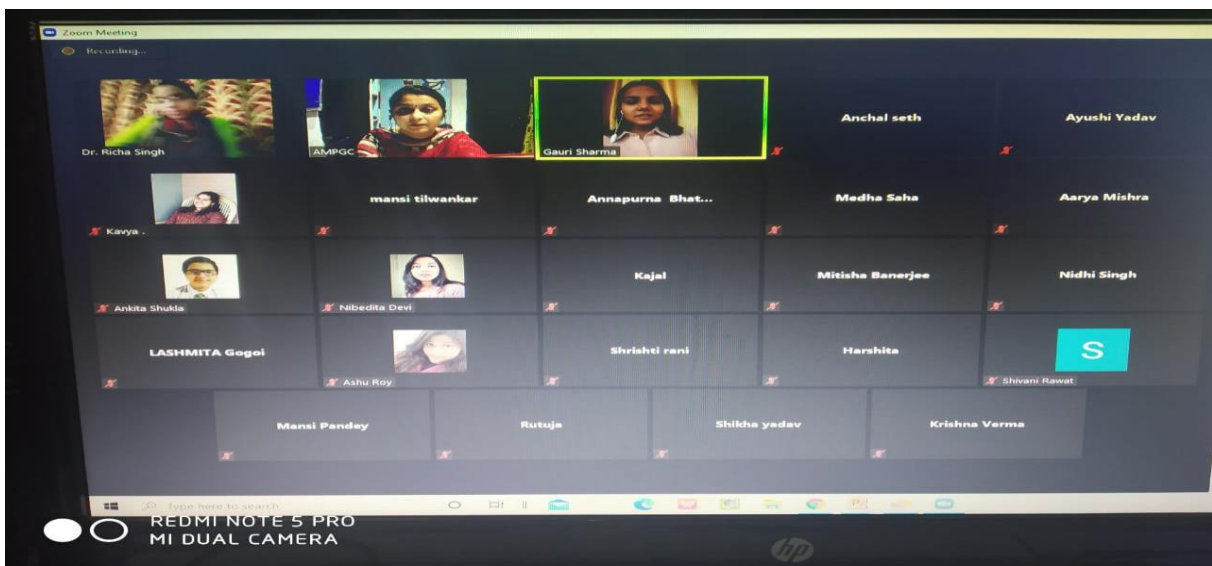 Zoom Meeting
Recording...
Dr. Richa Singh
AMPGC
Gauri Sharma
Anchal seth
Ayushi Yadav
Kavya .
mansi tilwankar
Annapurna Bhat...
Medha Saha
Aarya Mishra
Ankita Shukla
Nibedita Devi
Kajal
Mitisha Banerjee
Nidhi Singh
LASHMITA Gogoi
Ashu Roy
Shrishti rani
Harshita
S
Shivani Rawat
Mansi Pandey
Rutuja
Shikha yadav
Krishna Verma
Type here to search
REDMI NOTE 5 PRO
MI DUAL CAMERA
hp